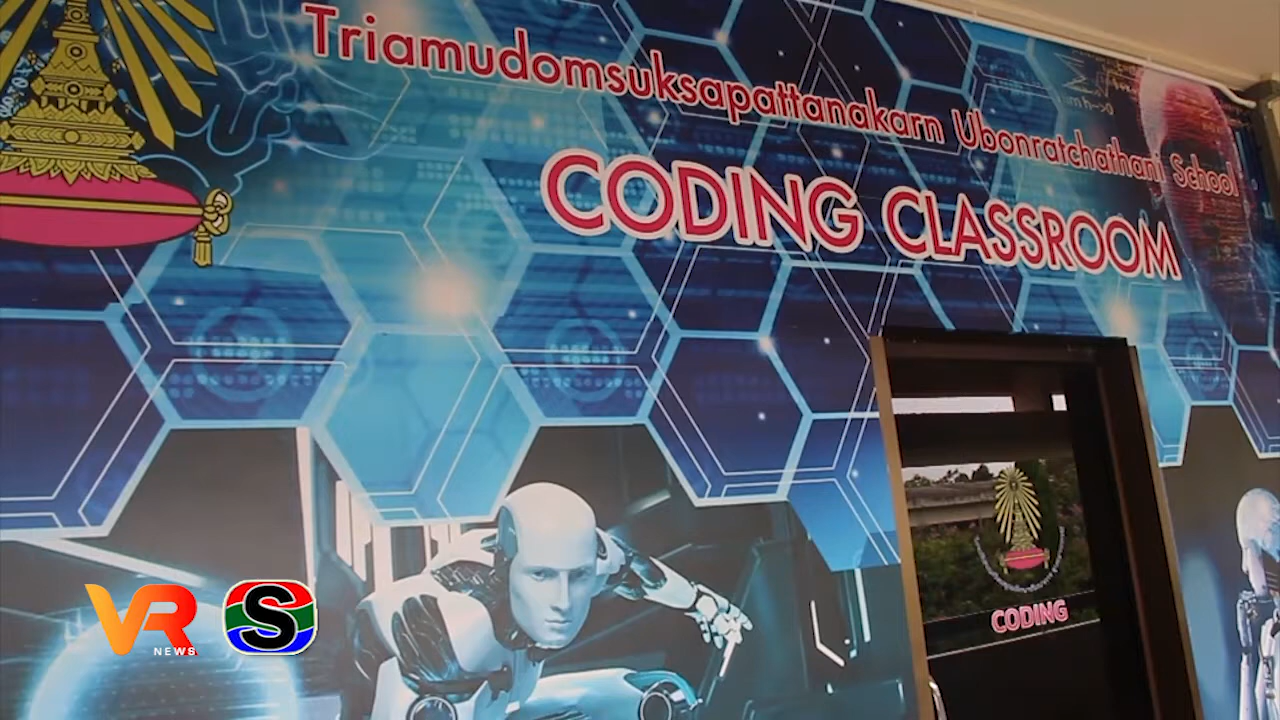 Triamudomsuksapattanakarn Ubonratchathani School
CODING CLASSROOM
CODING
VR
NEWS
S